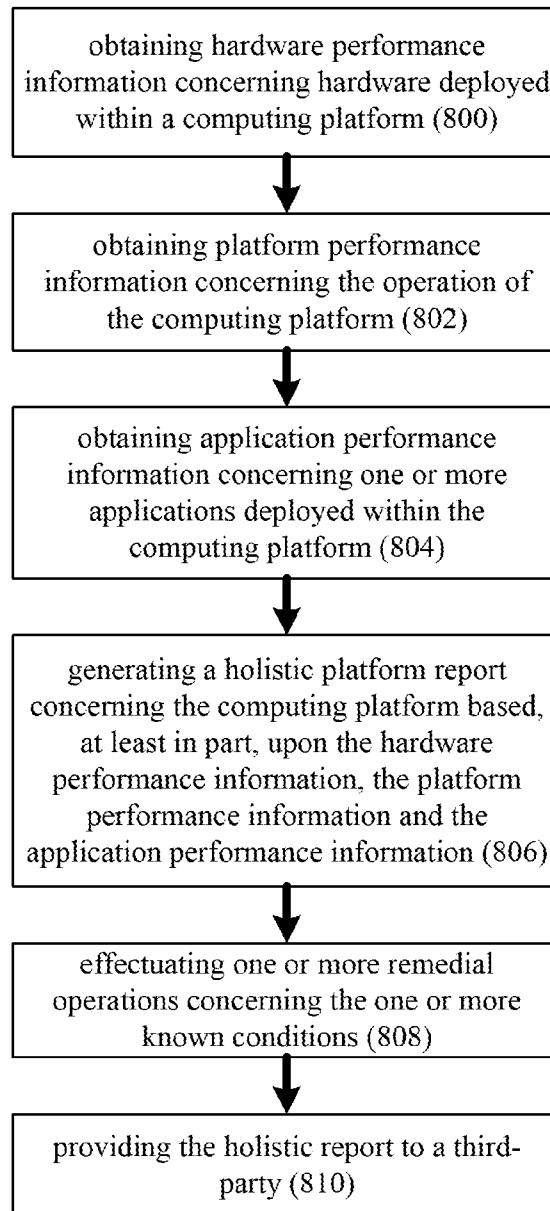 obtaining hardware performance
information concerning hardware deployed
within a computing platform (800)
obtaining platform performance
information concerning the operation of
the computing platform (802)
obtaining application performance
information concerning one or more
applications deployed within the
computing platform (804)
generating a holistic platform report
concerning the computing platform based,
at least in part, upon the hardware
performance information, the platform
performance information and the
application performance information (806)
effectuating one or more remedial
operations concerning the one or more
known conditions (808)
providing the holistic report to a third-
party (810)